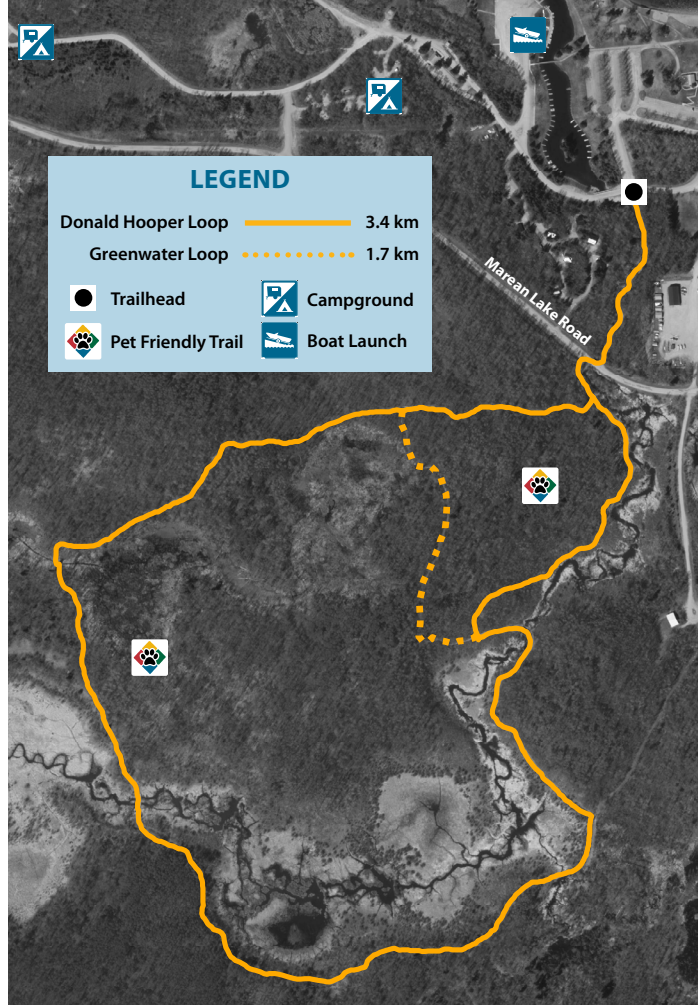 LEGEND
Donald Hooper Loop 3.4 km
Greenwater Loop 1.7 km
Trailhead Campground
Pet Friendly Trail Boat Launch
Marean Lake Road